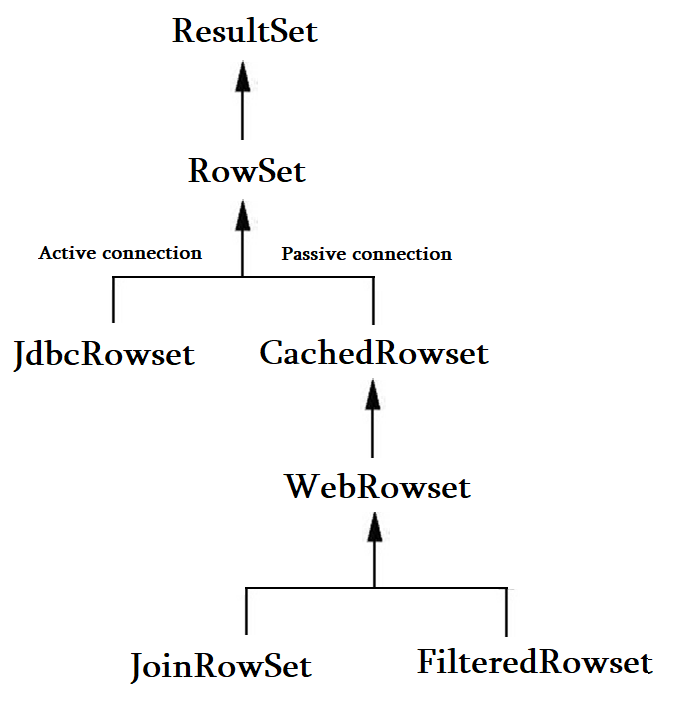 ResultSet
RowSet
Active connection
Passive connection
JdbcRowset
CachedRowset
WebRowset
JoinRowSet
FilteredRowset